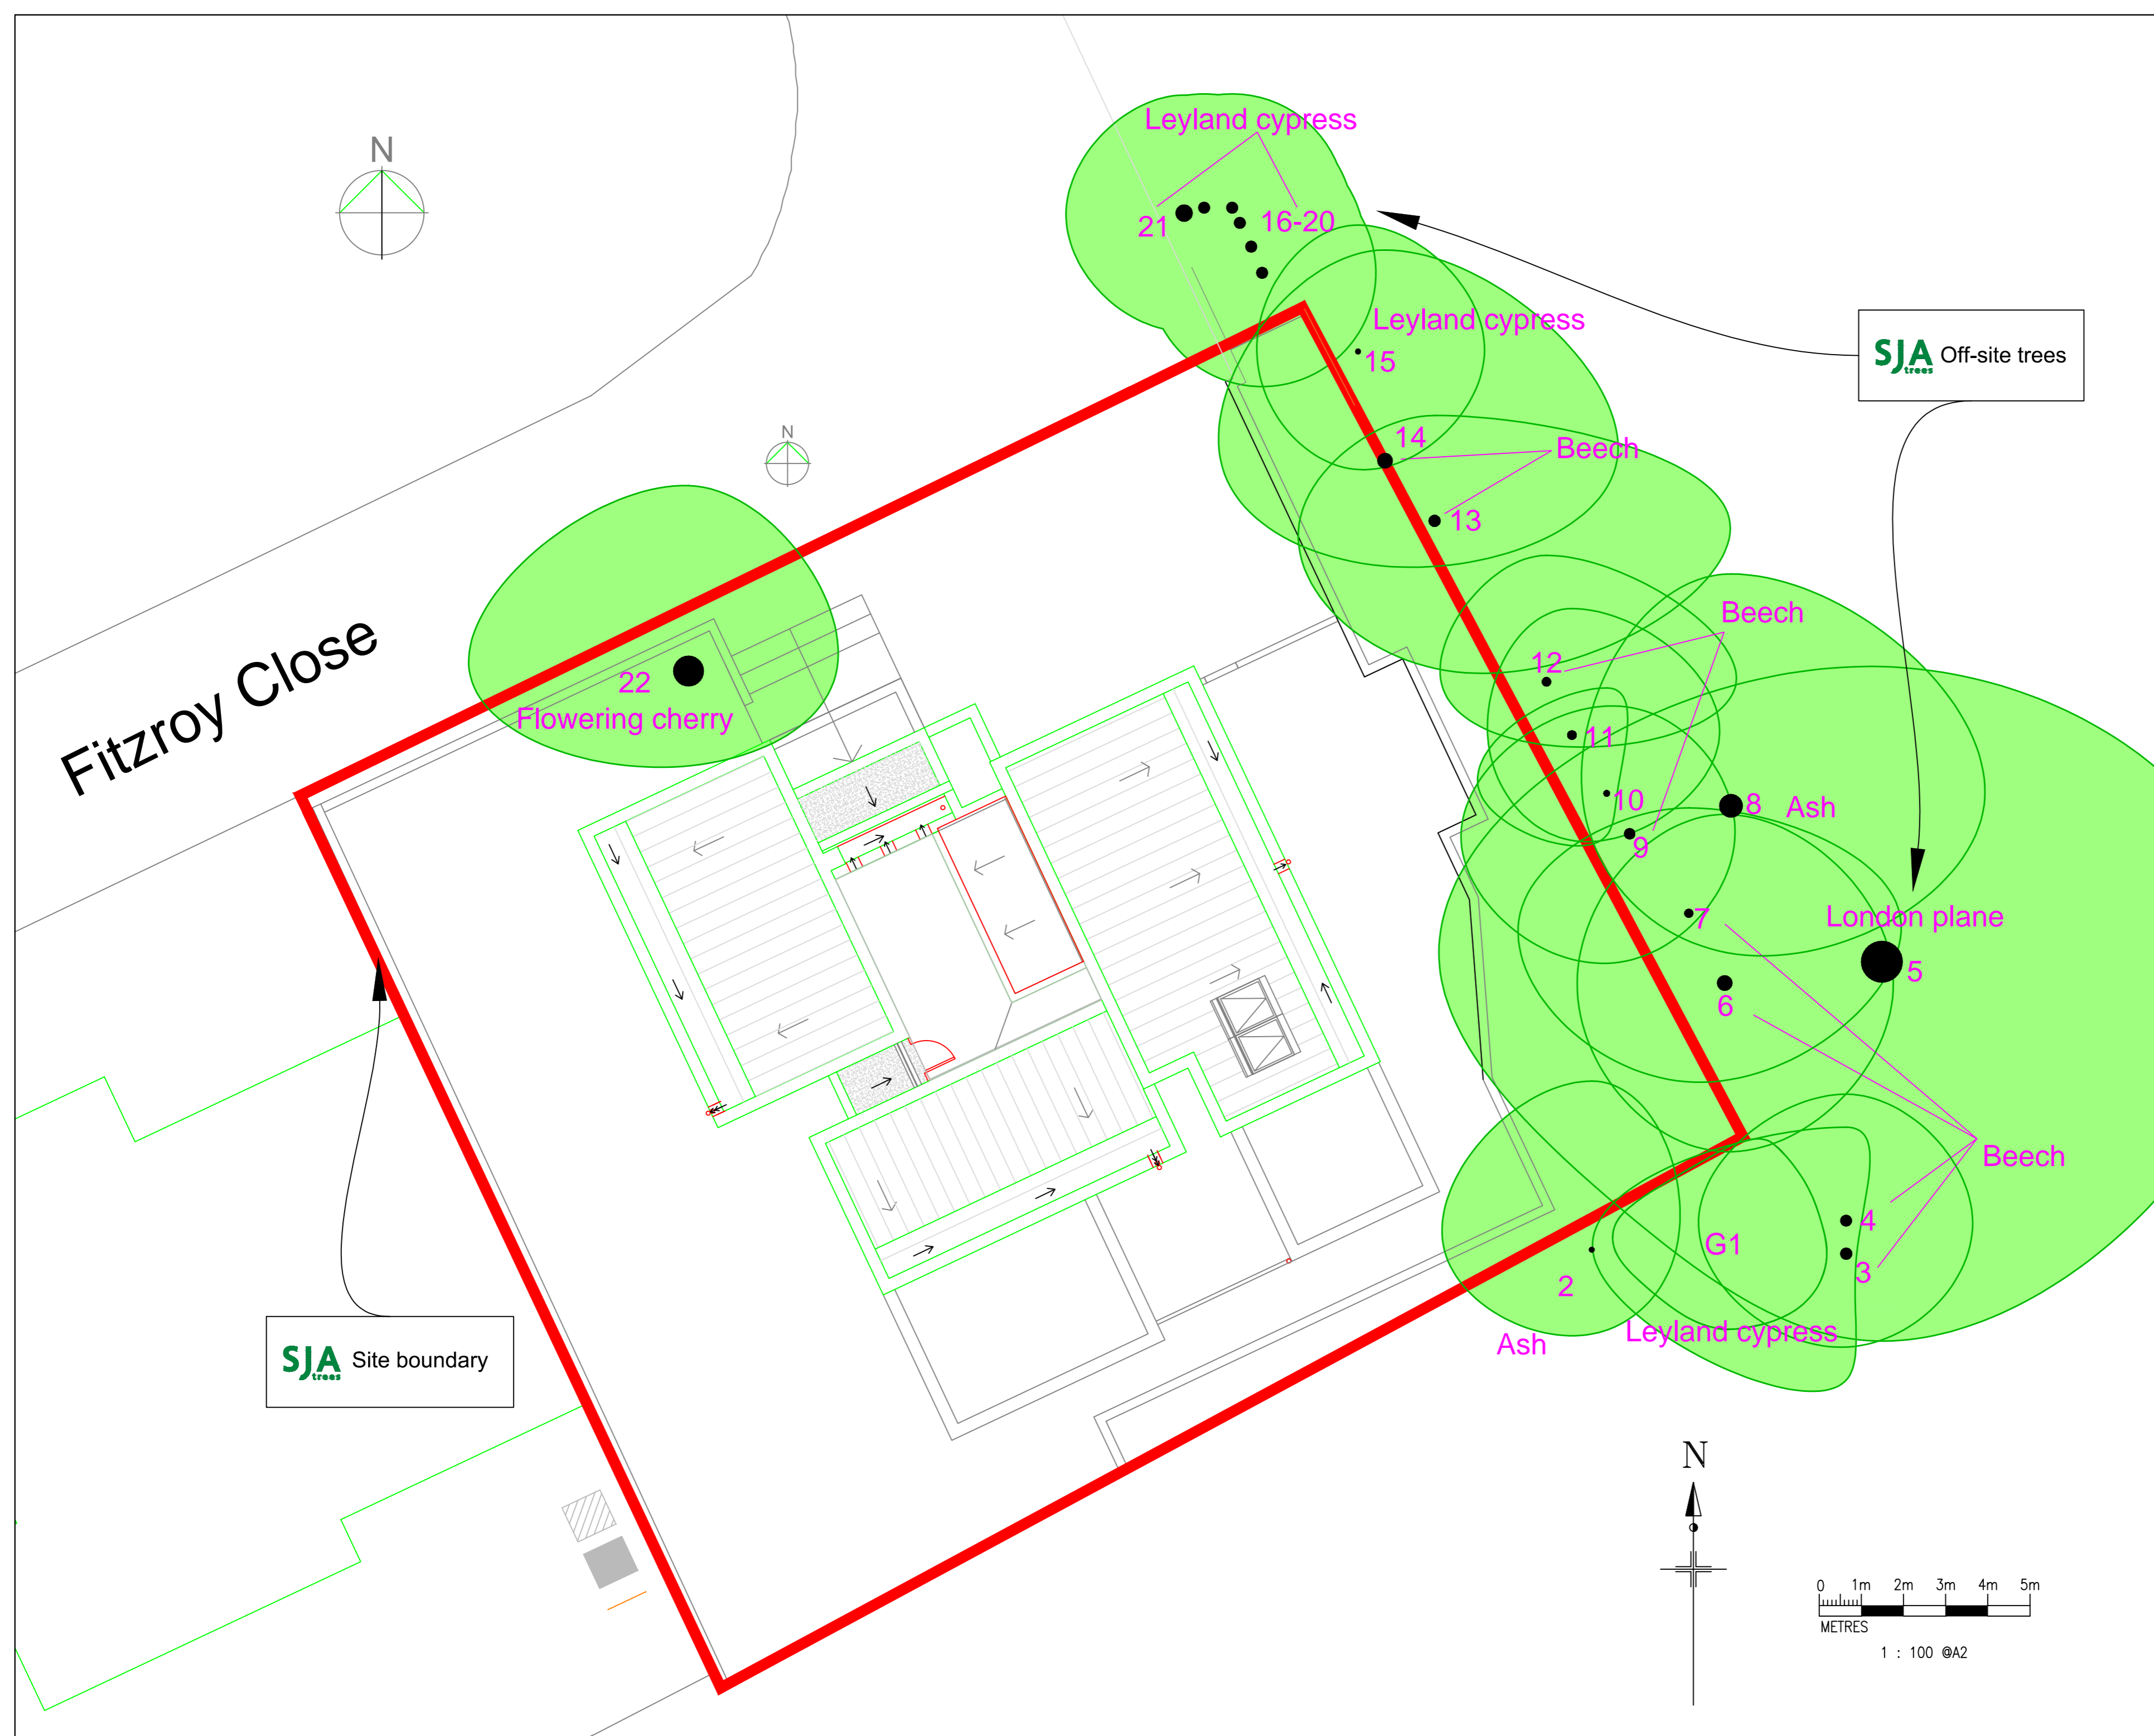 N
Leyland cypress
21
16-20
Leyland cypress
15
SJA trees Off-site trees
14
Beech
N
13
Fitzroy Close
Beech
12
22
Flowering cherry
11
10
8 Ash
9
7
London plane
5
6
Beech
4
G1
3
2
Leyland cypress
Ash
SJA trees Site boundary
N
0 1m 2m 3m 4m 5m
METRES
1 : 100 @A2